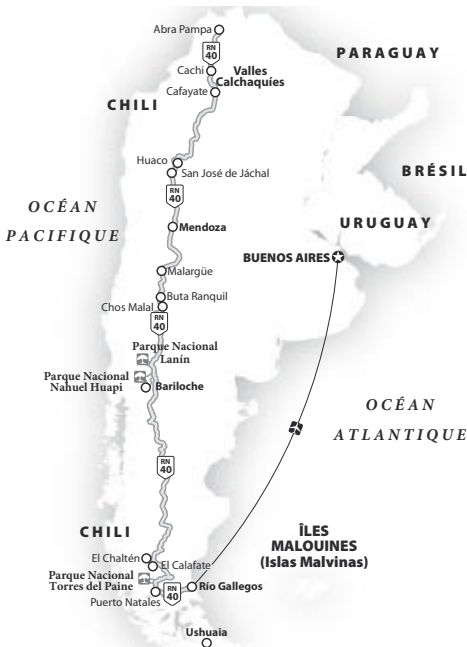 Abra Pampa
RN
40
PARAGUAY
Cachi
Valles
Calchaquíes
Cafayate
CHILI
Huaco
San José de Jáchal
BRÉSIL
RN
40
OCÉAN
PACIFIQUE
URUGUAY
Mendoza
BUENOS AIRES
Malargüe
Buta Ranquil
Chos Malal
RN
40
Parque Nacional
Lanín
Parque Nacional
Nahuel Huapi
Bariloche
OCÉAN
ATLANTIQUE
RN
40
CHILI
ÎLES
MALOUINES
(Islas Malvinas)
El Chaltén
El Calafate
Parque Nacional
Torres del Paine
Río Gallegos
RN
40
Puerto Natales
Ushuaia